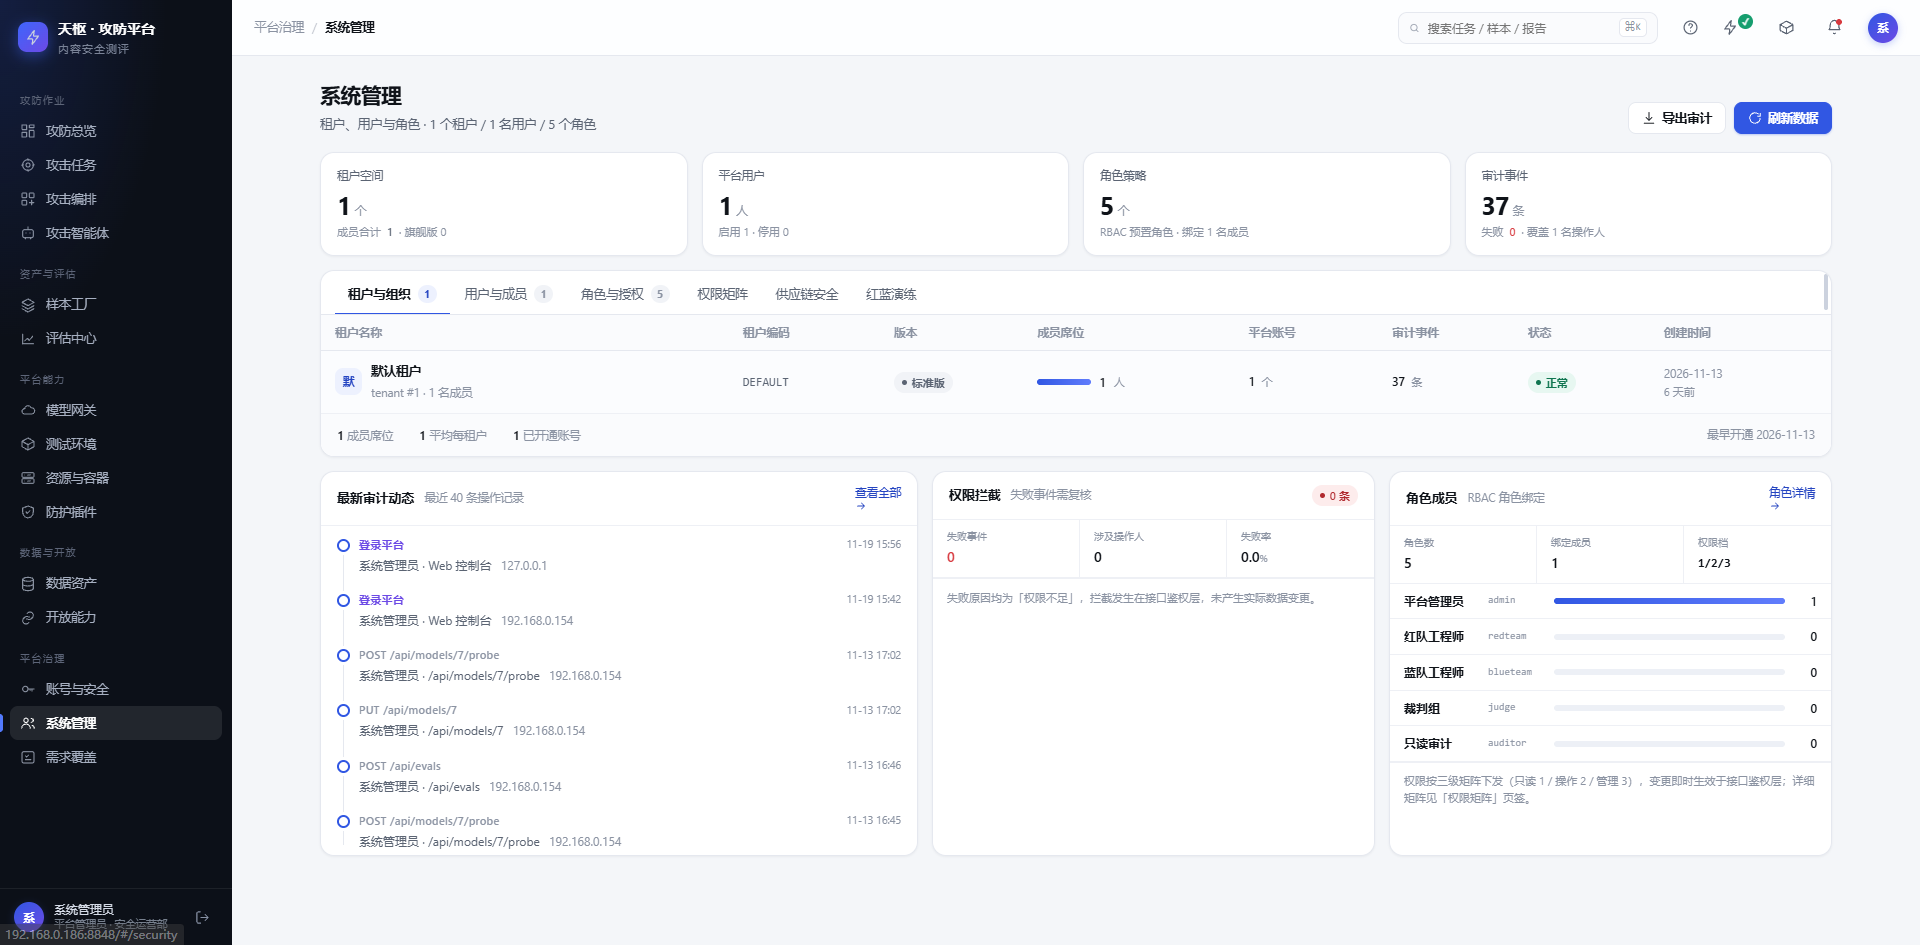 天枢 · 攻防平台
内容安全测评
攻防作业
攻防总览
攻击任务
攻击编排
攻击智能体
资产与评估
样本工厂
评估中心
平台能力
模型网关
测试环境
资源与容器
防护插件
数据与开放
数据资产
开放能力
平台治理
账号与安全
系统管理
需求覆盖
系 系统管理员
平台管理员 · 安全运营部
192.168.0.186:8848/#/security
平台治理 / 系统管理
搜索任务 / 样本 / 报告 ⌘K
系
系统管理
租户、用户与角色 · 1 个租户 / 1 名用户 / 5 个角色
导出审计 刷新数据
租户空间
1 个
成员合计 1 · 旗舰版 0
平台用户
1 人
启用 1 · 停用 0
角色策略
5 个
RBAC 预置角色 · 绑定 1 名成员
审计事件
37 条
失败 0 · 覆盖 1 名操作人
租户与组织 1 用户与成员 1 角色与授权 5 权限矩阵 供应链安全 红蓝演练
租户名称 租户编码 版本 成员席位 平台账号 审计事件 状态 创建时间
默 默认租户 DEFAULT 标准版 1 人 1 个 37 条 正常 2026-11-13
tenant #1 · 1 名成员 6 天前
1 成员席位 1 平均每租户 1 已开通账号 最早开通 2026-11-13
最新审计动态 最近 40 条操作记录 查看全部 →
登录平台 11-19 15:56
系统管理员 · Web 控制台 127.0.0.1
登录平台 11-19 15:42
系统管理员 · Web 控制台 192.168.0.154
POST /api/models/7/probe 11-13 17:02
系统管理员 · /api/models/7/probe 192.168.0.154
PUT /api/models/7 11-13 17:02
系统管理员 · /api/models/7 192.168.0.154
POST /api/evals 11-13 16:46
系统管理员 · /api/evals 192.168.0.154
POST /api/models/7/probe 11-13 16:45
系统管理员 · /api/models/7/probe 192.168.0.154
权限拦截 失败事件需复核 0 条
失败事件 涉及操作人 失败率
0 0 0.0%
失败原因均为「权限不足」，拦截发生在接口鉴权层，未产生实际数据变更。
角色成员 RBAC 角色绑定 角色详情 →
角色数 绑定成员 权限档
5 1 1/2/3
平台管理员 admin 1
红队工程师 redteam 0
蓝队工程师 blueteam 0
裁判组 judge 0
只读审计 auditor 0
权限按三级矩阵下发（只读 1 / 操作 2 / 管理 3），变更即时生效于接口鉴权层；详细
矩阵见「权限矩阵」页签。